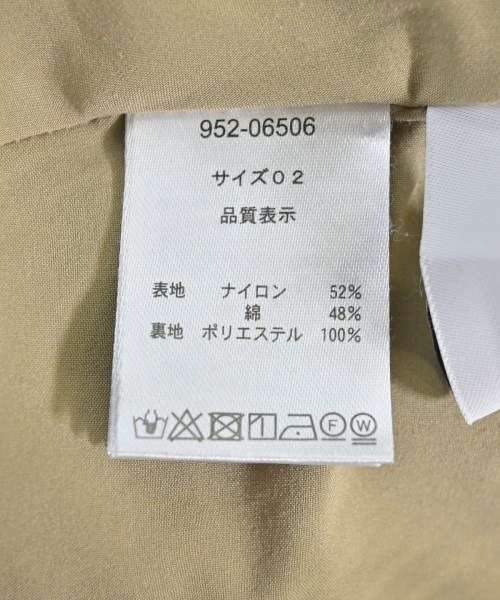 952-06506
サイズ02
品質表示
表地 ナイロン 52%
綿 48%
裏地 ポリエステル 100%
F W